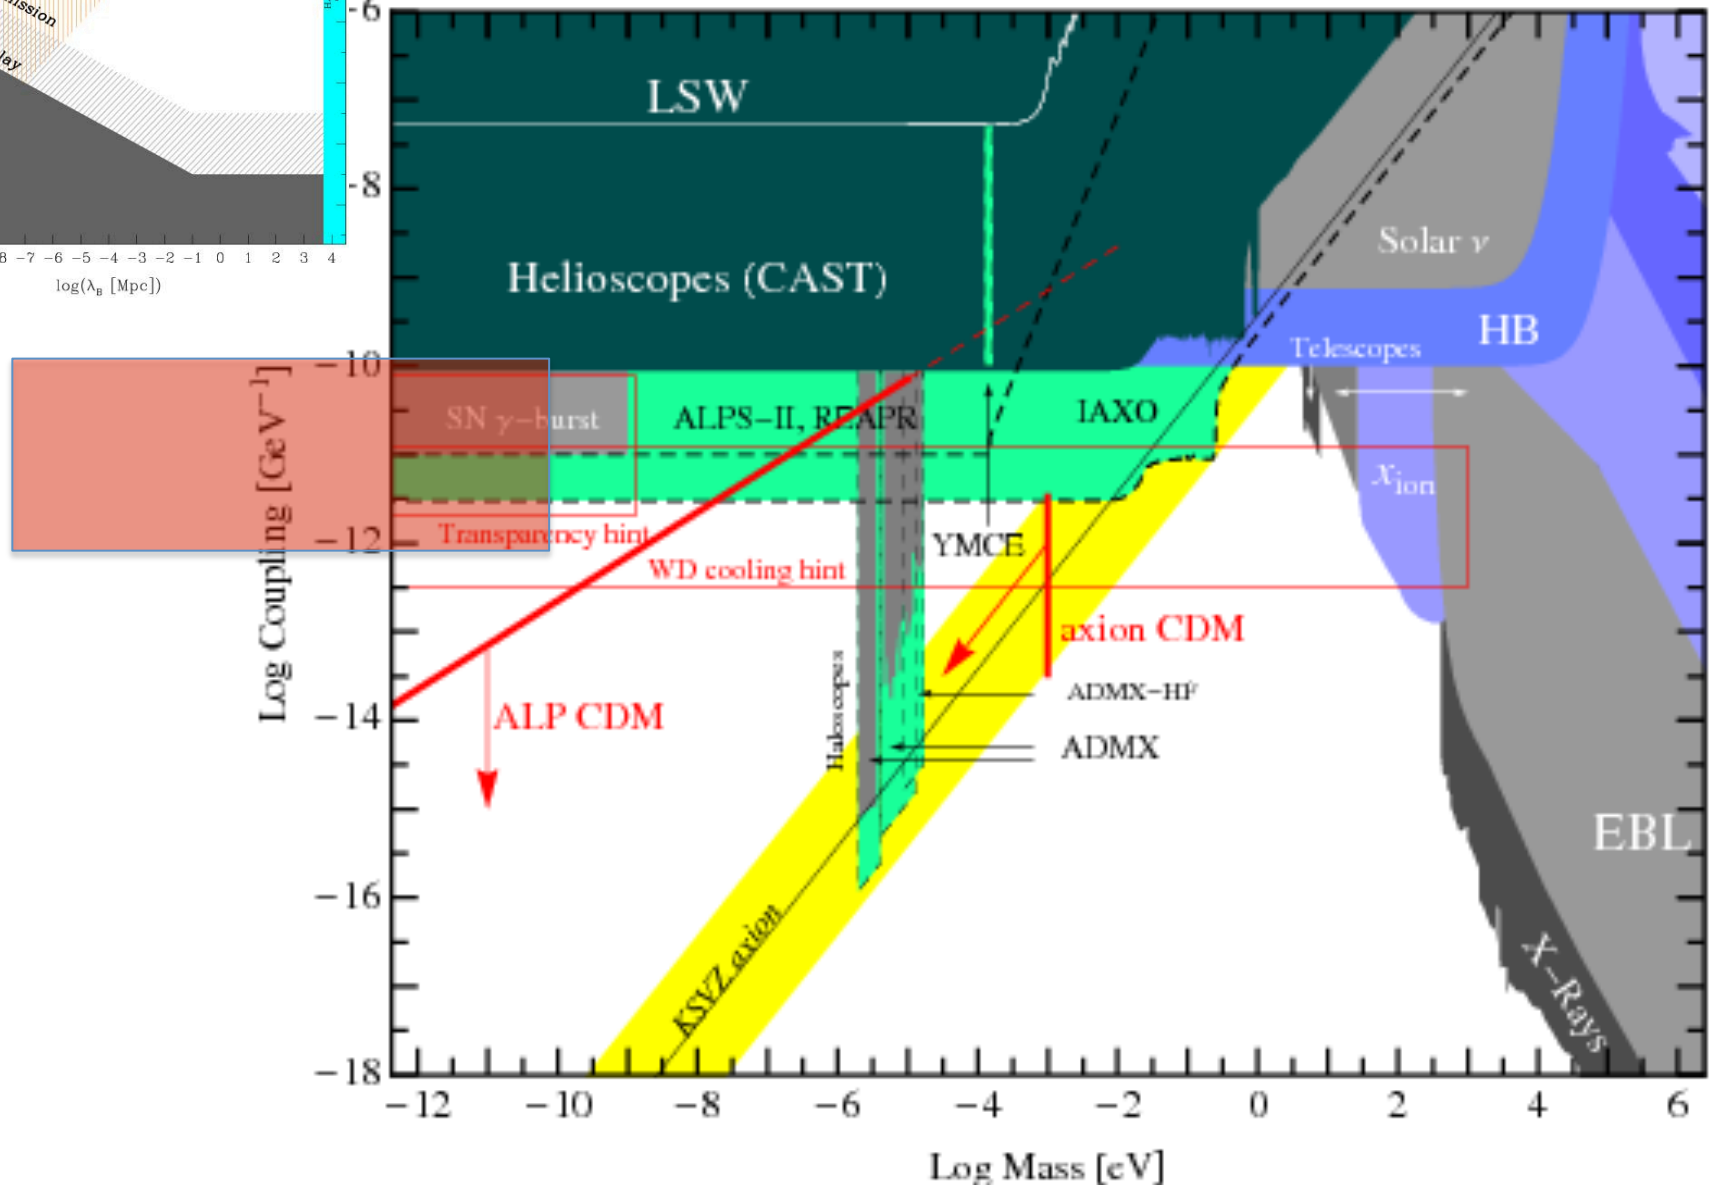 -6
LSW
-8
-8 -7 -6 -5 -4 -3 -2 -1 0 1 2 3 4
log(λB [Mpc])
Solar ν
Helioscopes (CAST)
HB
Telescopes
-10
SN γ-burst
ALPS-II, REAPR
IAXO
Xion
-12
Transparency hint
YMCE
WD cooling hint
axion CDM
Log Coupling [GeV⁻¹]
Haloscopes
ADMX-HF
-14
ALP CDM
ADMX
EBL
-16
KSVZ axion
X-Rays
-18
-12 -10 -8 -6 -4 -2 0 2 4 6
Log Mass [eV]